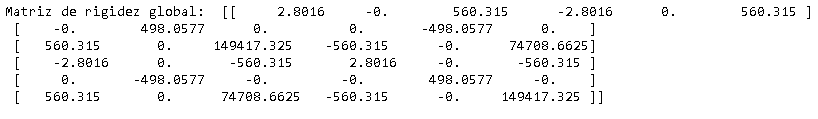 Matriz de rigidez global:  [[     2.8016     -0.       560.315     -2.8016      0.       560.315 ]
[    -0.       498.0577     0.         0.      -498.0577     0.    ]
[   560.315      0.     149417.325   -560.315     -0.     74708.6625]
[    -2.8016     -0.      -560.315      2.8016     -0.      -560.315 ]
[     0.      -498.0577    -0.        -0.       498.0577    -0.    ]
[   560.315      0.     74708.6625   -560.315     -0.     149417.325 ]]